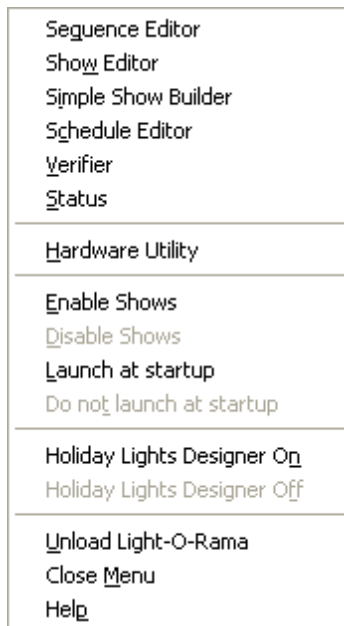 Sequence Editor
Show Editor
Simple Show Builder
Schedule Editor
Verifier
Status
Hardware Utility
Enable Shows
Disable Shows
Launch at startup
Do not launch at startup
Holiday Lights Designer On
Holiday Lights Designer Off
Unload Light-O-Rama
Close Menu
Help